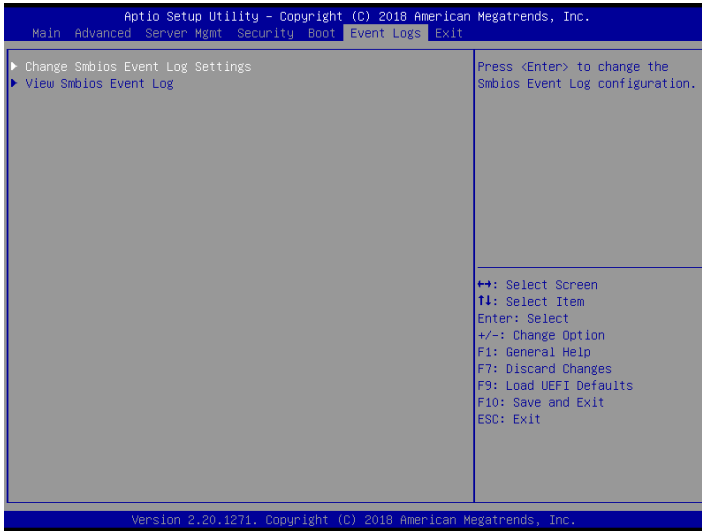 Aptio Setup Utility – Copyright (C) 2018 American Megatrends, Inc.
Main Advanced Server Mgmt Security Boot Event Logs Exit
▶ Change Smbios Event Log Settings
▶ View Smbios Event Log
Press <Enter> to change the
Smbios Event Log configuration.
↔: Select Screen
↑↓: Select Item
Enter: Select
+/-: Change Option
F1: General Help
F7: Discard Changes
F9: Load UEFI Defaults
F10: Save and Exit
ESC: Exit
Version 2.20.1271. Copyright (C) 2018 American Megatrends, Inc.